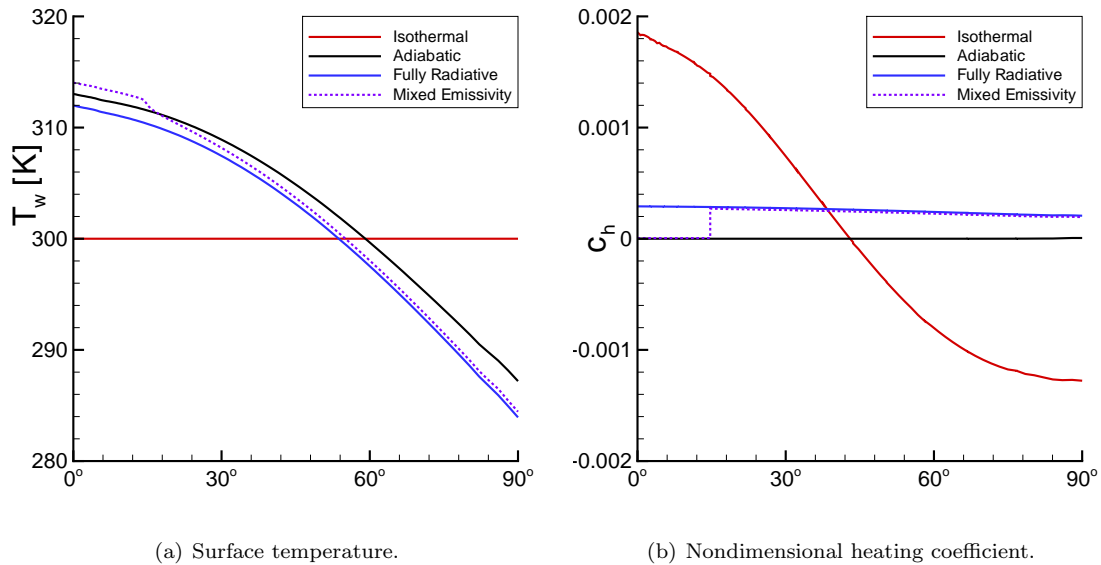 320
310
300
290
280
T_w [K]
0°
30°
60°
90°
Isothermal
Adiabatic
Fully Radiative
Mixed Emissivity
(a) Surface temperature.
0.002
0.001
0
-0.001
-0.002
c_h
0°
30°
60°
90°
Isothermal
Adiabatic
Fully Radiative
Mixed Emissivity
(b) Nondimensional heating coefficient.